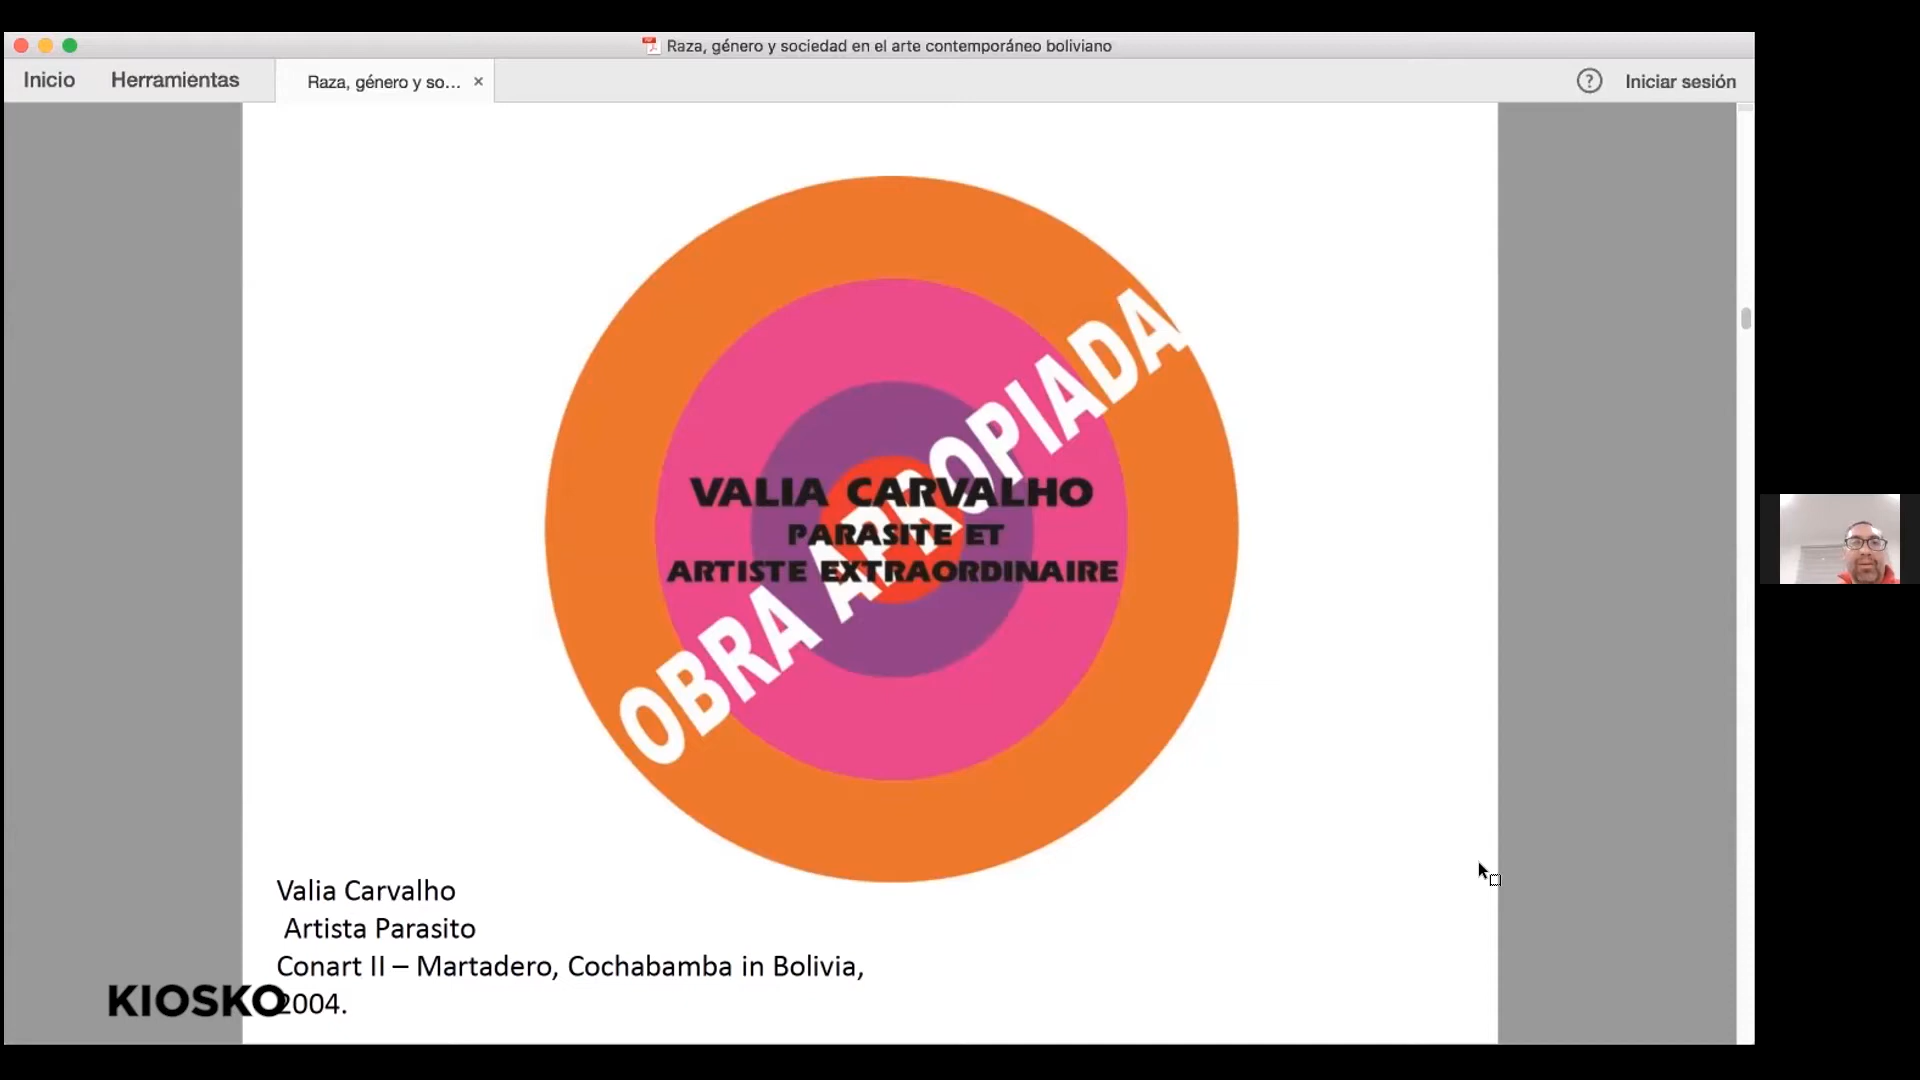 Raza, género y sociedad en el arte contemporáneo boliviano
Inicio Herramientas Raza, género y so... × ? Iniciar sesión
OBRA APROPIADA
VALIA CARVALHO
PARASITE ET
ARTISTE EXTRAORDINAIRE
Valia Carvalho
Artista Parasito
Conart II – Martadero, Cochabamba in Bolivia,
2004.
KIOSKO